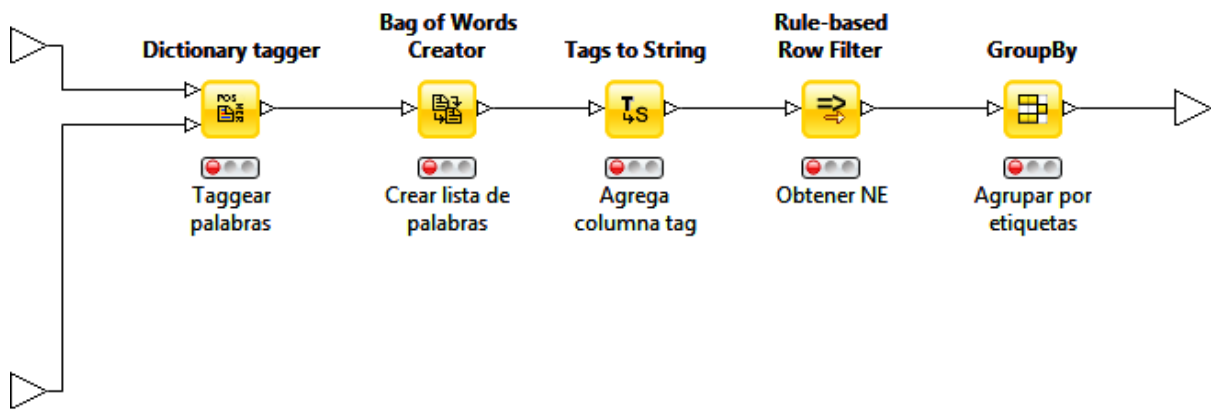 Dictionary tagger
Bag of Words
Creator
Tags to String
Rule-based
Row Filter
GroupBy
POS
T
S
Taggear
palabras
Crear lista de
palabras
Agrega
columna tag
Obtener NE
Agrupar por
etiquetas